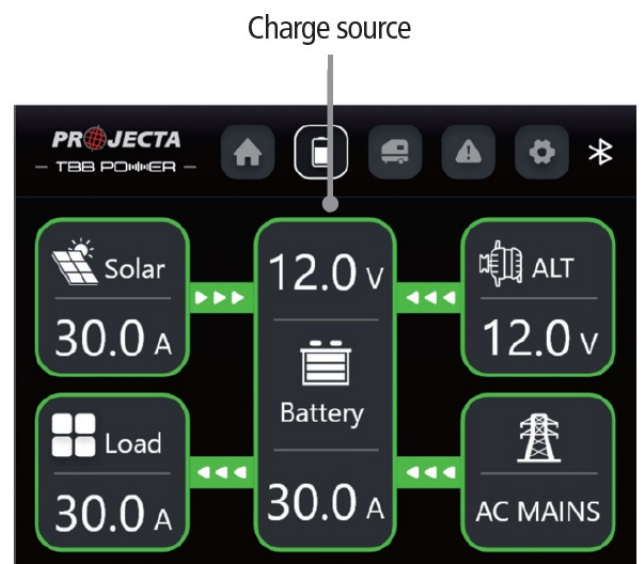 Charge source
PROJECTA
TBB POWER
Solar
30.0 A
12.0 V
Battery
30.0 A
ALT
12.0 V
Load
30.0 A
AC MAINS